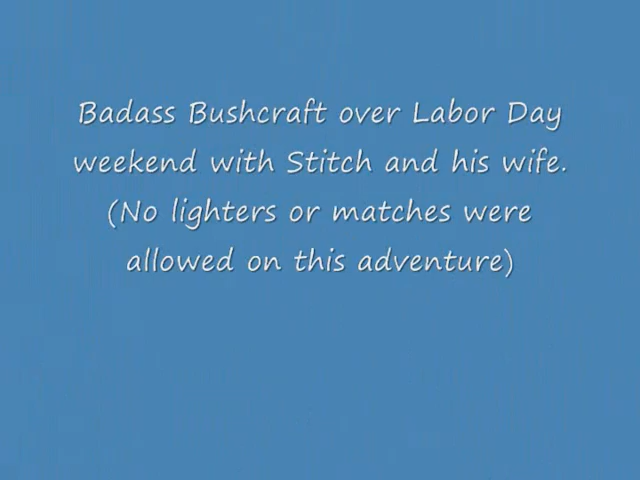 Badass Bushcraft over Labor Day
weekend with Stitch and his wife.
(No lighters or matches were
allowed on this adventure)